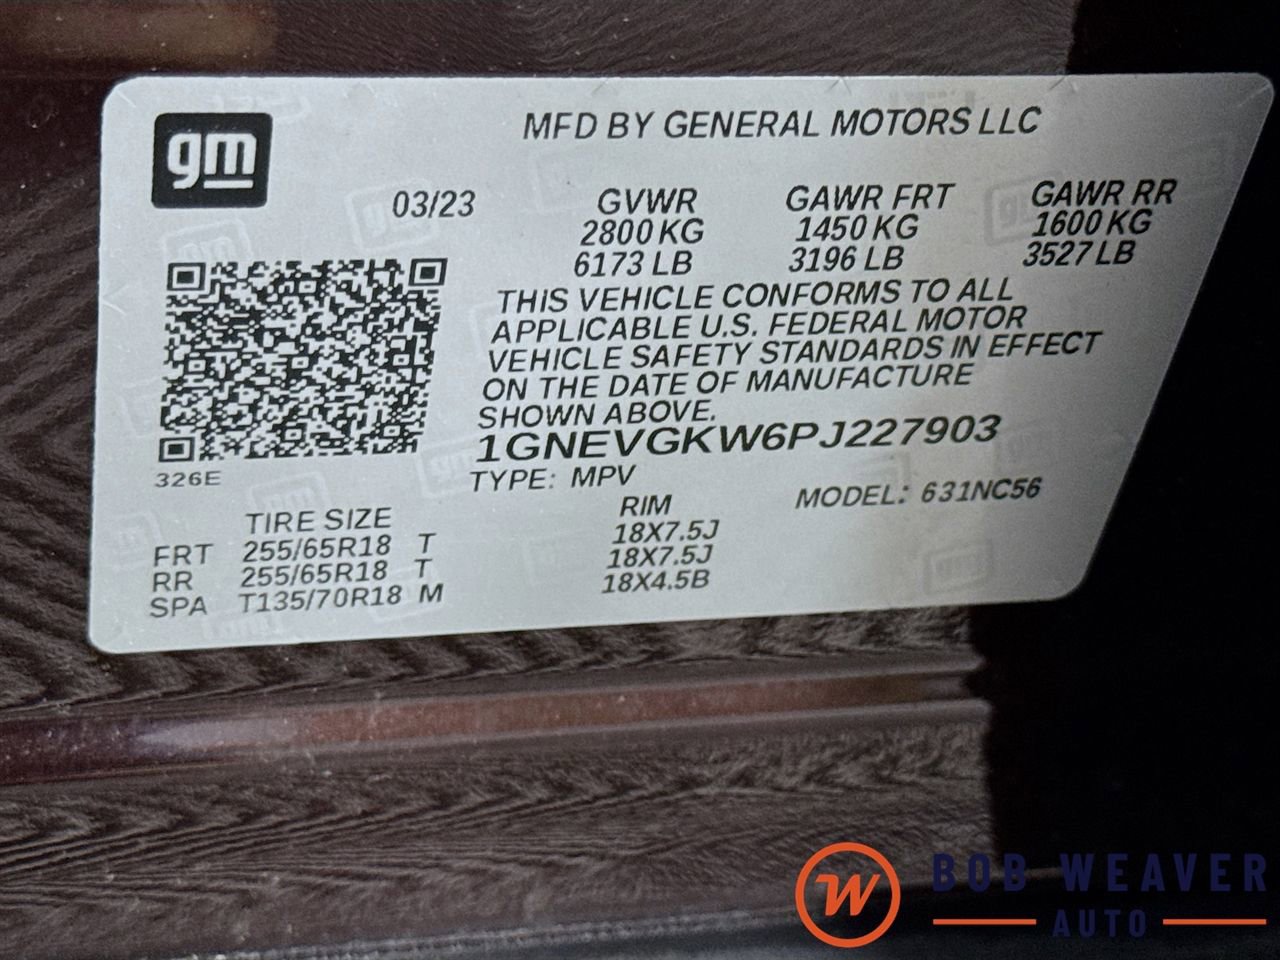 gm
MFD BY GENERAL MOTORS LLC
03/23
GVWR GAWR FRT GAWR RR
2800 KG 1450 KG 1600 KG
6173 LB 3196 LB 3527 LB
THIS VEHICLE CONFORMS TO ALL
APPLICABLE U.S. FEDERAL MOTOR
VEHICLE SAFETY STANDARDS IN EFFECT
ON THE DATE OF MANUFACTURE
SHOWN ABOVE.
1GNEVGKW6PJ227903
326E
TYPE: MPV MODEL: 631NC56
TIRE SIZE RIM
FRT 255/65R18 T 18X7.5J
RR 255/65R18 T 18X7.5J
SPA T135/70R18 M 18X4.5B
W BOB WEAVER
AUTO